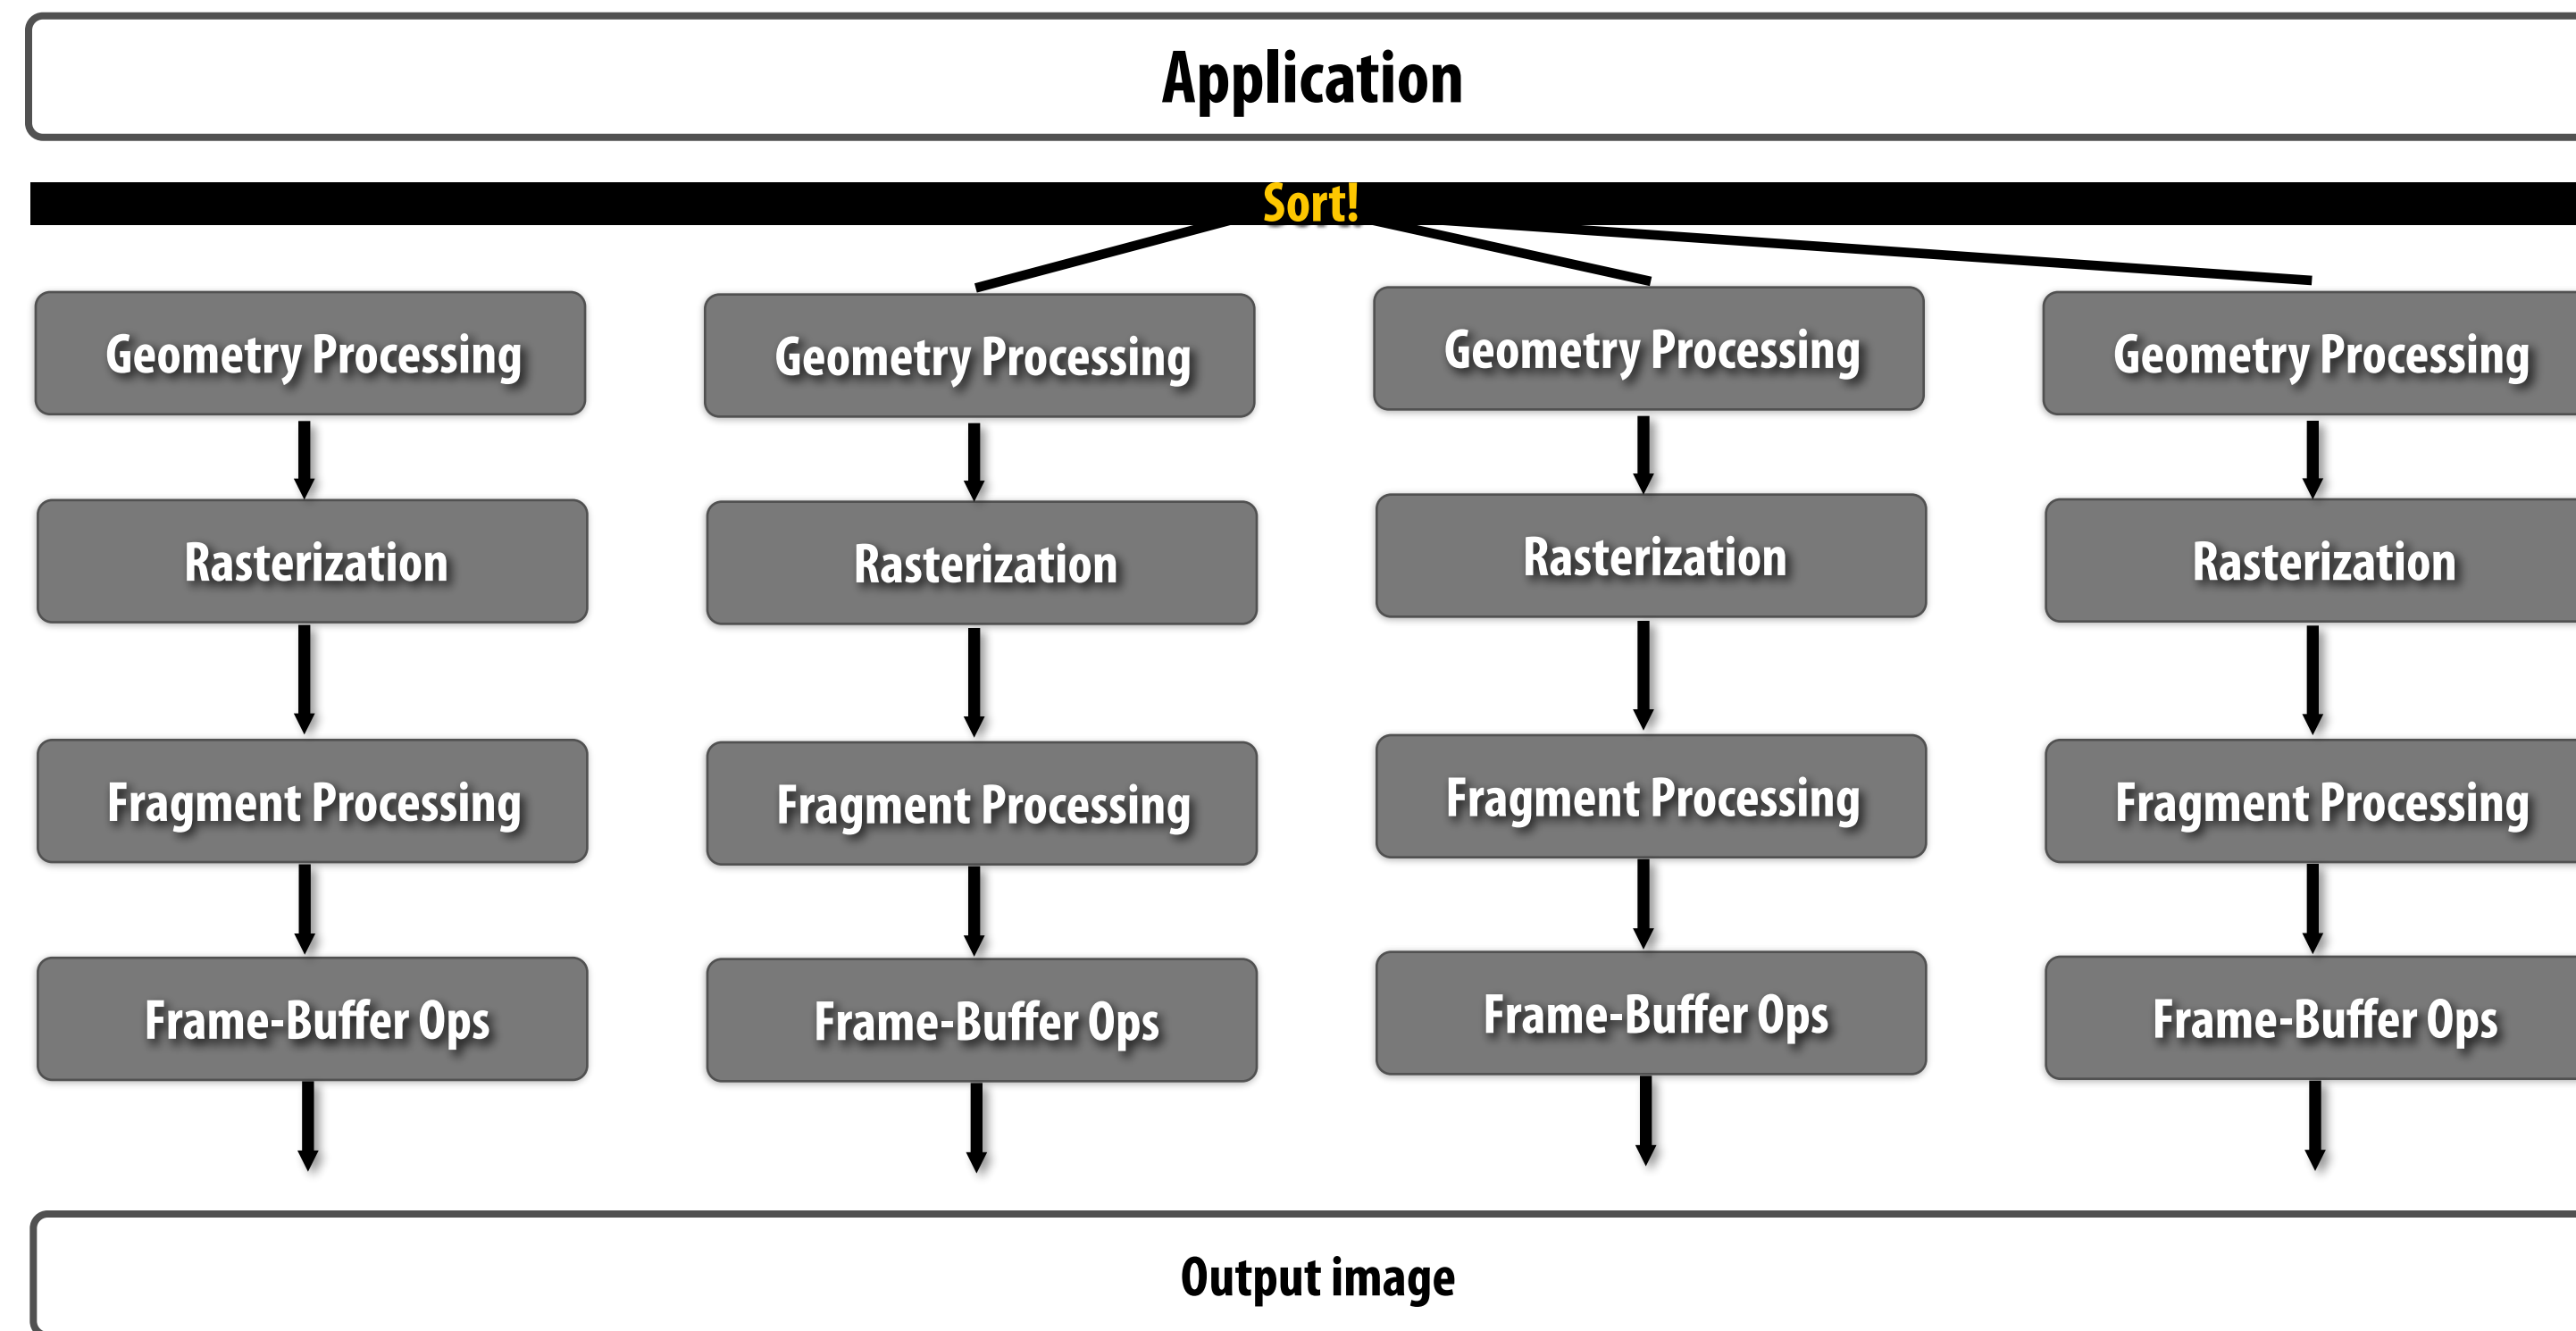 Application
Sort!
Geometry Processing
Geometry Processing
Geometry Processing
Geometry Processing
Rasterization
Rasterization
Rasterization
Rasterization
Fragment Processing
Fragment Processing
Fragment Processing
Fragment Processing
Frame-Buffer Ops
Frame-Buffer Ops
Frame-Buffer Ops
Frame-Buffer Ops
Output image